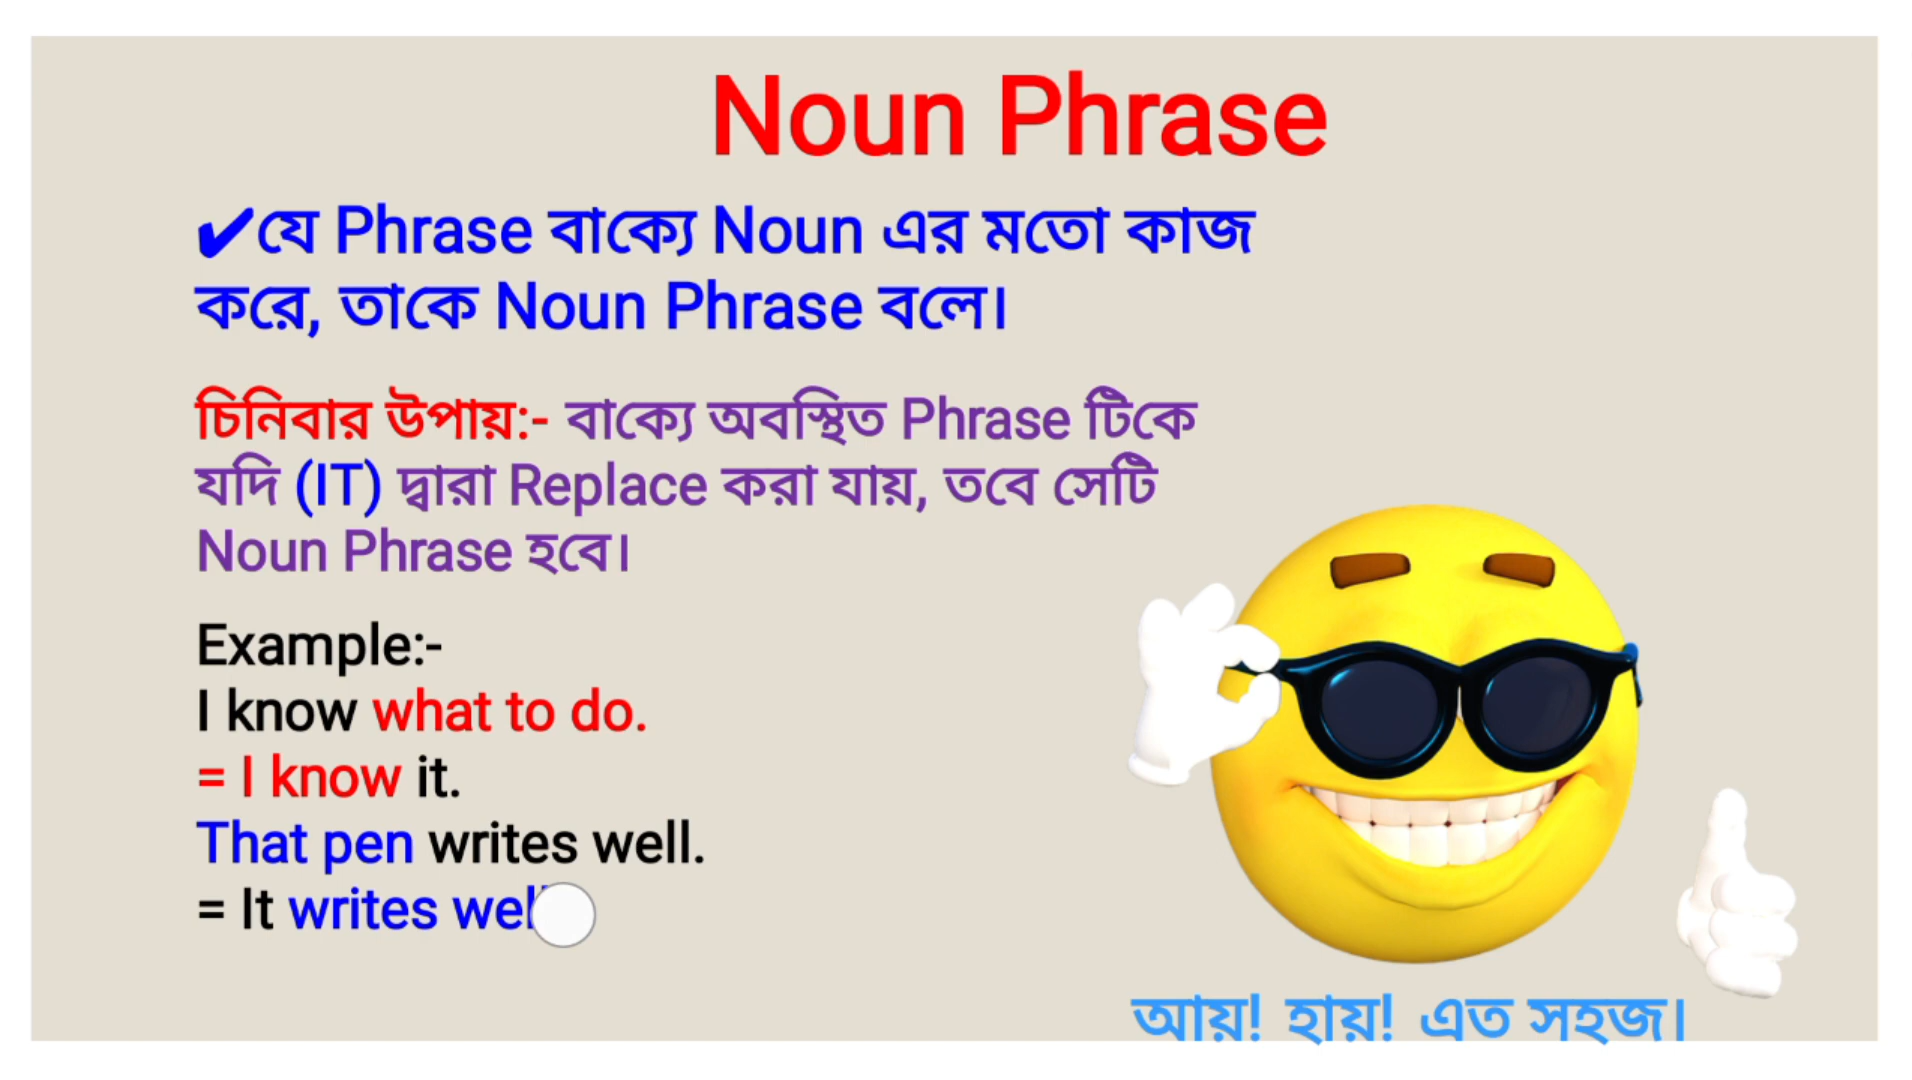 Noun Phrase
✔যে Phrase বাক্যে Noun এর মতো কাজ
করে, তাকে Noun Phrase বলে।
চিনিবার উপায়:- বাক্যে অবস্থিত Phrase টিকে
যদি (IT) দ্বারা Replace করা যায়, তবে সেটি
Noun Phrase হবে।
Example:-
I know what to do.
= I know it.
That pen writes well.
= It writes
আয়! হায়! এত সহজ।